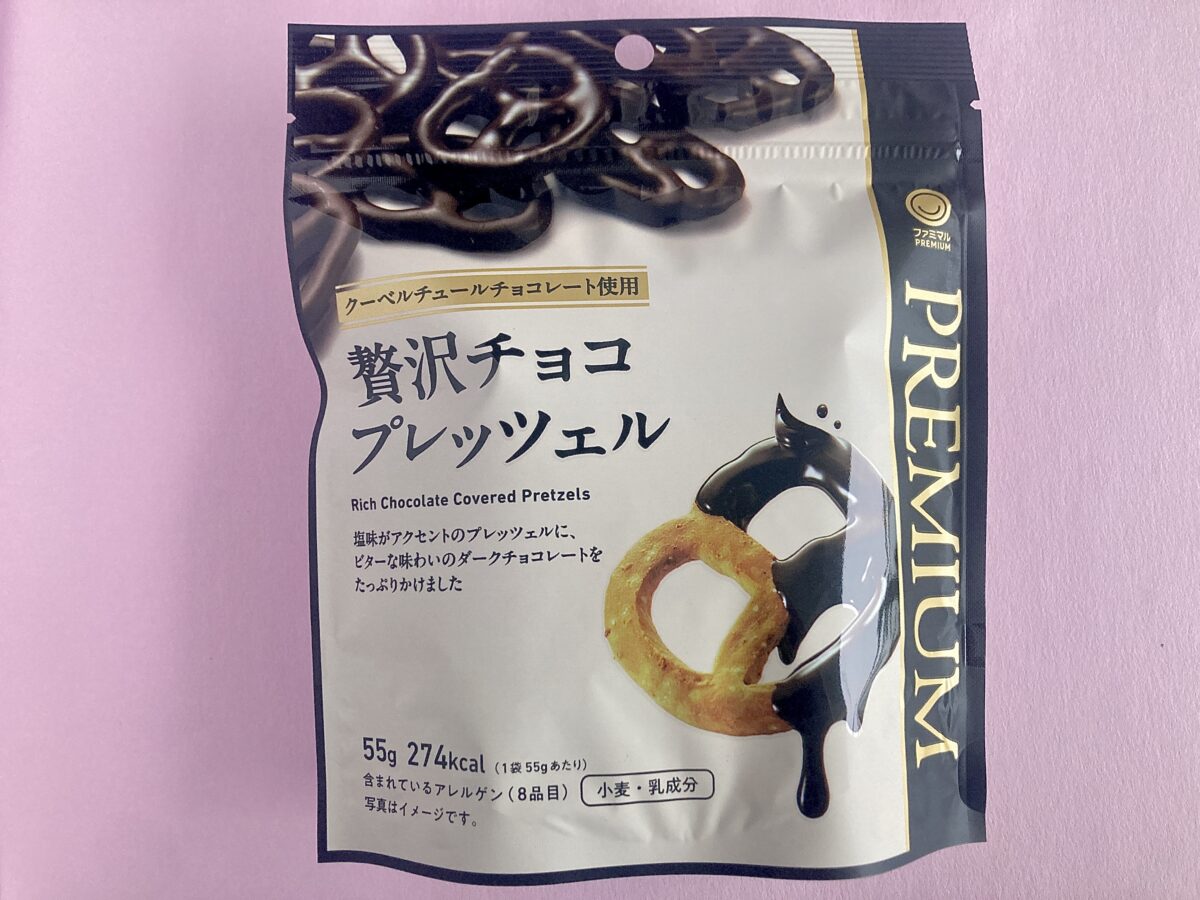 ファミマル
PREMIUM
PREMIUM
クーベルチュールチョコレート使用
贅沢チョコ
プレッツェル
Rich Chocolate Covered Pretzels
塩味がアクセントのプレッツェルに、
ビターな味わいのダークチョコレートを
たっぷりかけました
55g 274kcal (1袋55gあたり)
含まれているアレルゲン(8品目) 小麦・乳成分
写真はイメージです。